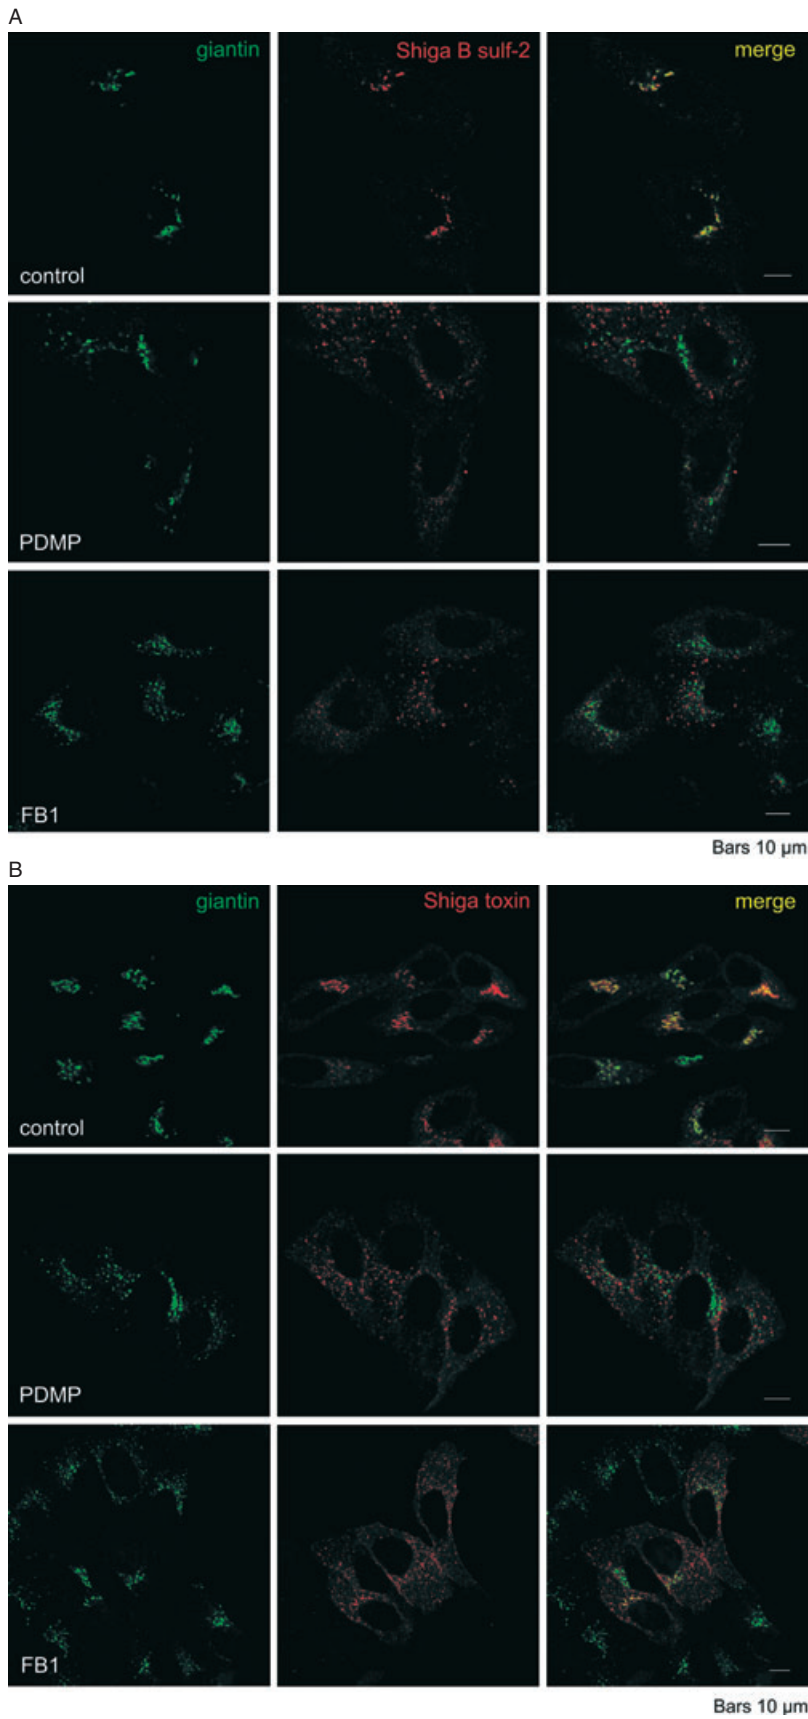 A
giantin Shiga B sulf-2 merge
control
PDMP
FB1
Bars 10 µm
B
giantin Shiga toxin merge
control
PDMP
FB1
Bars 10 µm